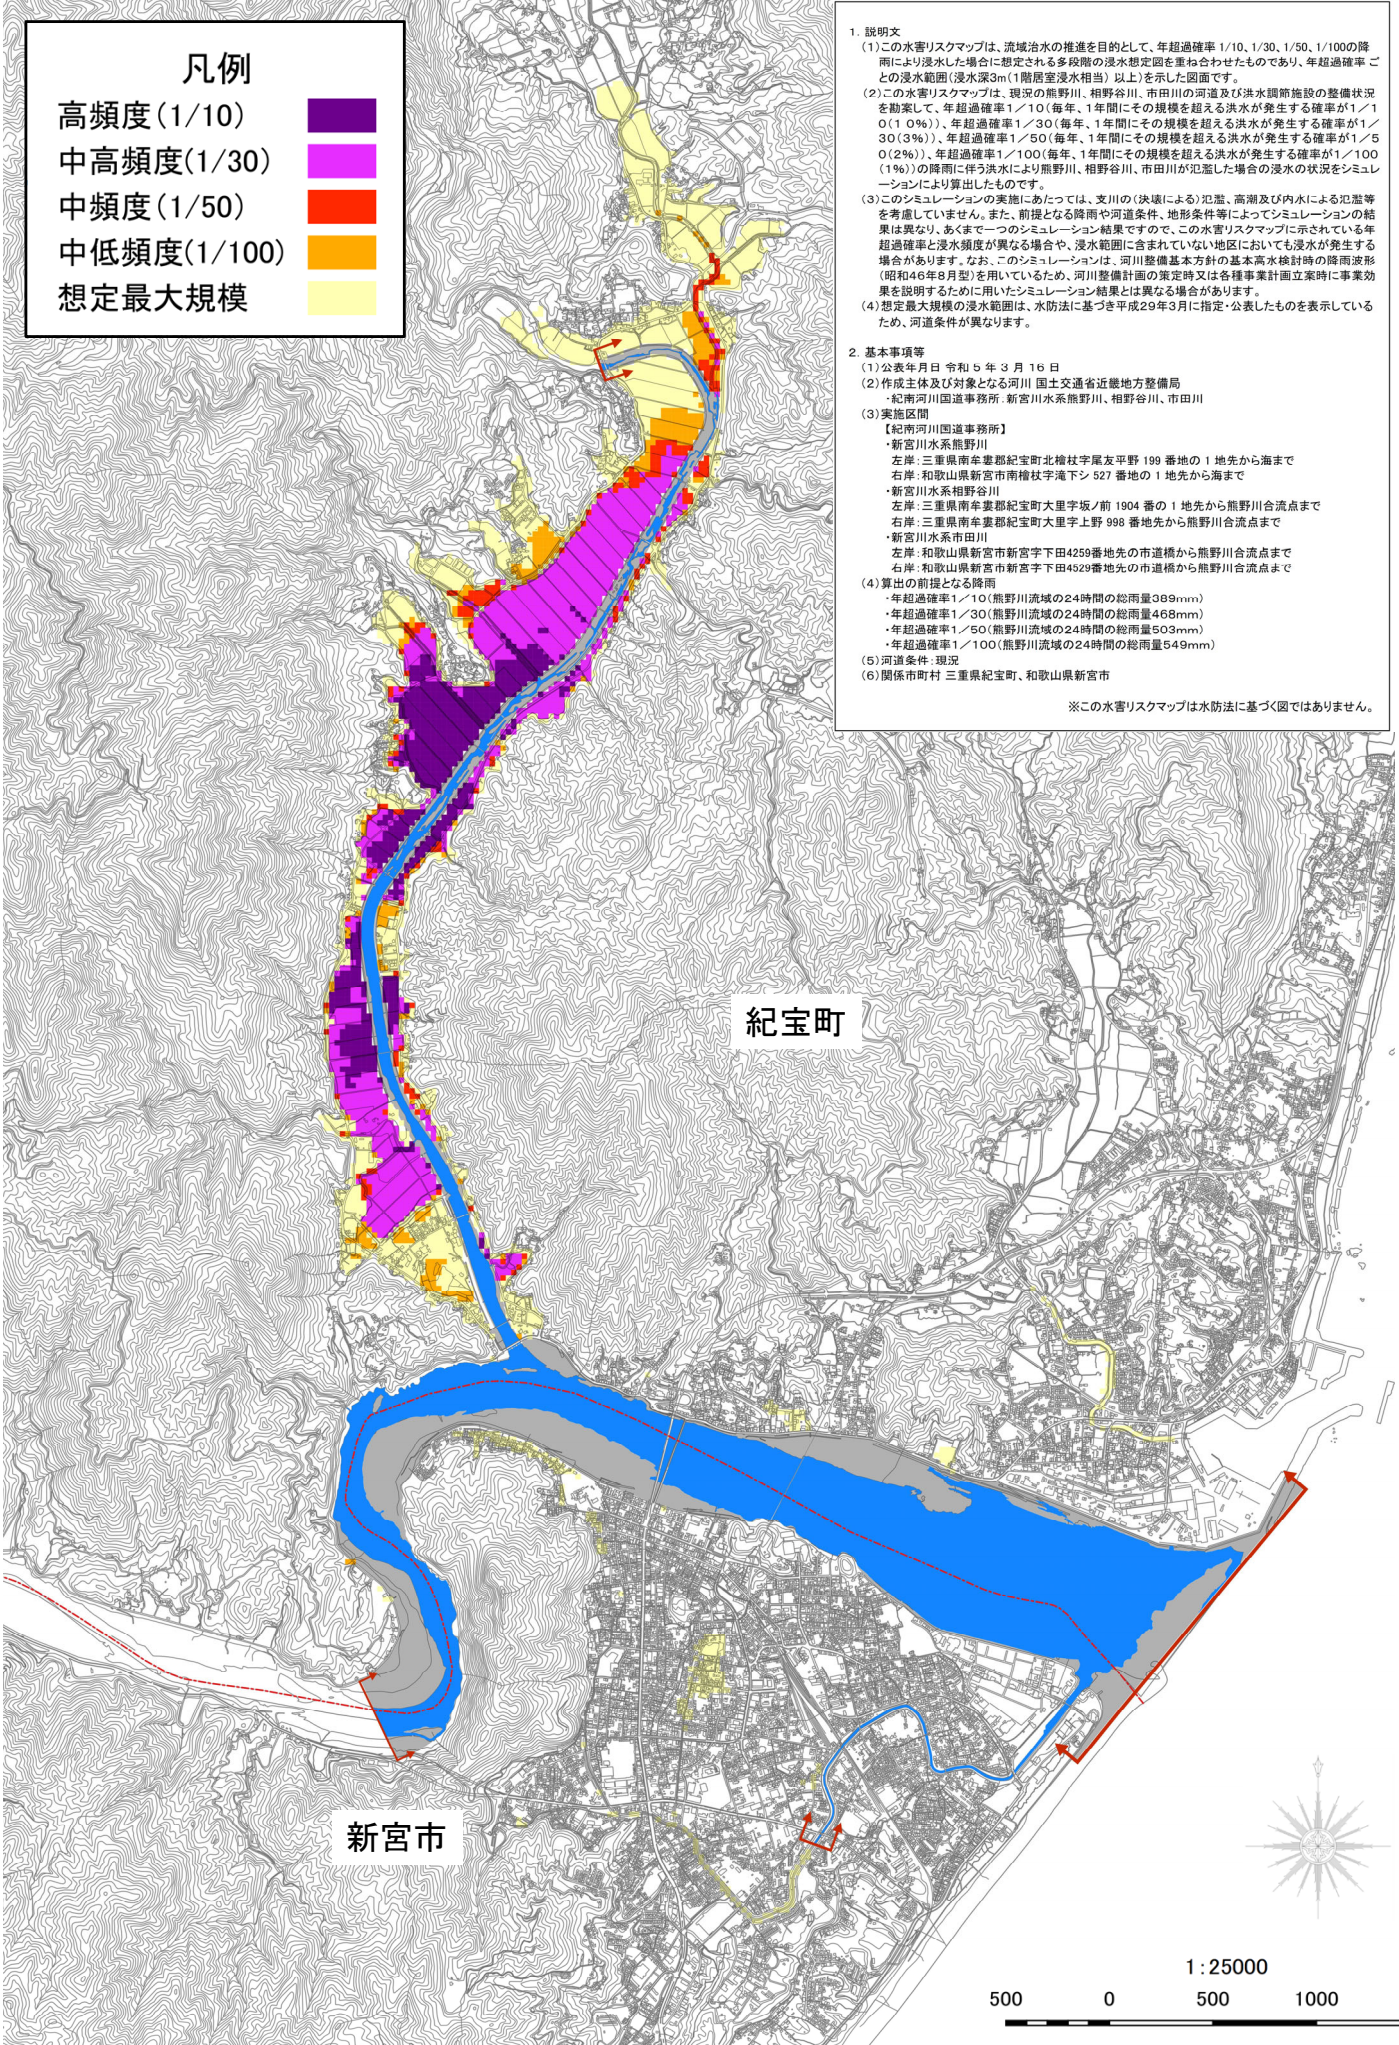 凡例
高頻度(1/10)
中高頻度(1/30)
中頻度(1/50)
中低頻度(1/100)
想定最大規模
1. 説明文
(1)この水害リスクマップは、流域治水の推進を目的として、年超過確率 1/10、1/30、1/50、1/100の降
雨により浸水した場合に想定される多段階の浸水想定図を重ね合わせたものであり、年超過確率 ご
との浸水範囲(浸水深3m(1階居室浸水相当) 以上)を示した図面です。
(2)この水害リスクマップは、現況の熊野川、相野谷川、市田川の河道及び洪水調節施設の整備状況
を勘案して、年超過確率1/10(毎年、1年間にその規模を超える洪水が発生する確率が1/1
0(10%))、年超過確率1/30(毎年、1年間にその規模を超える洪水が発生する確率が1/
30(3%))、年超過確率1/50(毎年、1年間にその規模を超える洪水が発生する確率が1/5
0(2%))、年超過確率1/100(毎年、1年間にその規模を超える洪水が発生する確率が1/100
(1%))の降雨に伴う洪水により熊野川、相野谷川、市田川が氾濫した場合の浸水の状況をシミュレ
ーションにより算出したものです。
(3)このシミュレーションの実施にあたっては、支川の(決壊による)氾濫、高潮及び内水による氾濫等
を考慮していません。また、前提となる降雨や河道条件、地形条件等によってシミュレーションの結
果は異なり、あくまで一つのシミュレーション結果ですので、この水害リスクマップに示されている年
超過確率と浸水頻度が異なる場合や、浸水範囲に含まれていない地区においても浸水が発生する
場合があります。なお、このシミュレーションは、河川整備基本方針の基本高水検討時の降雨波形
(昭和46年8月型)を用いているため、河川整備計画の策定時又は各種事業計画立案時に事業効
果を説明するために用いたシミュレーション結果とは異なる場合があります。
(4)想定最大規模の浸水範囲は、水防法に基づき平成29年3月に指定・公表したものを表示している
ため、河道条件が異なります。
2. 基本事項等
(1)公表年月日 令和 5 年 3 月 16 日
(2)作成主体及び対象となる河川 国土交通省近畿地方整備局
・紀南河川国道事務所:新宮川水系熊野川、相野谷川、市田川
(3)実施区間
【紀南河川国道事務所】
・新宮川水系熊野川
左岸:三重県南牟婁郡紀宝町北檜杖字尾友平野 199 番地の 1 地先から海まで
右岸:和歌山県新宮市南檜杖字滝下シ 527 番地の 1 地先から海まで
・新宮川水系相野谷川
左岸:三重県南牟婁郡紀宝町大里字坂ノ前 1904 番の 1 地先から熊野川合流点まで
右岸:三重県南牟婁郡紀宝町大里字上野 998 番地先から熊野川合流点まで
・新宮川水系市田川
左岸:和歌山県新宮市新宮字下田4259番地先の市道橋から熊野川合流点まで
右岸:和歌山県新宮市新宮字下田4529番地先の市道橋から熊野川合流点まで
(4)算出の前提となる降雨
・年超過確率1/10(熊野川流域の24時間の総雨量389mm)
・年超過確率1/30(熊野川流域の24時間の総雨量468mm)
・年超過確率1/50(熊野川流域の24時間の総雨量503mm)
・年超過確率1/100(熊野川流域の24時間の総雨量549mm)
(5)河道条件:現況
(6)関係市町村 三重県紀宝町、和歌山県新宮市
※この水害リスクマップは水防法に基づく図ではありません。
紀宝町
新宮市
1:25000
500 0 500 1000